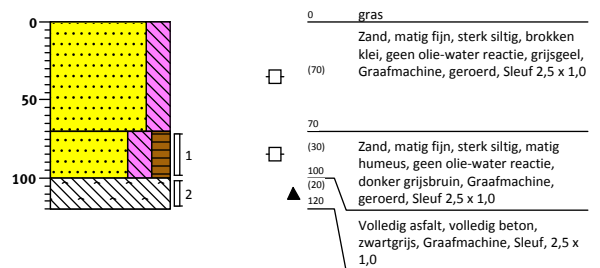 0
50
100
1
2
0
gras
Zand, matig fijn, sterk siltig, brokken
klei, geen olie-water reactie, grijsgeel,
(70)
Graafmachine, geroerd, Sleuf 2,5 x 1,0
70
(30)
Zand, matig fijn, sterk siltig, matig
humeus, geen olie-water reactie,
100
donker grijsbruin, Graafmachine,
(20)
geroerd, Sleuf 2,5 x 1,0
120
Volledig asfalt, volledig beton,
zwartgrijs, Graafmachine, Sleuf, 2,5 x
1,0